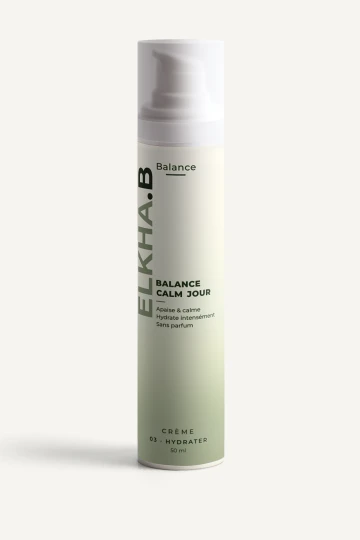 ELKHA.B
Balance
BALANCE
CALM JOUR
Apaise & calme
Hydrate intensément
Sans parfum
CRÈME
03 - HYDRATER
50 ml